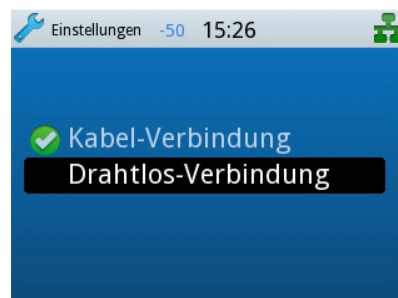 Einstellungen -50 15:26
Kabel-Verbindung
Drahtlos-Verbindung